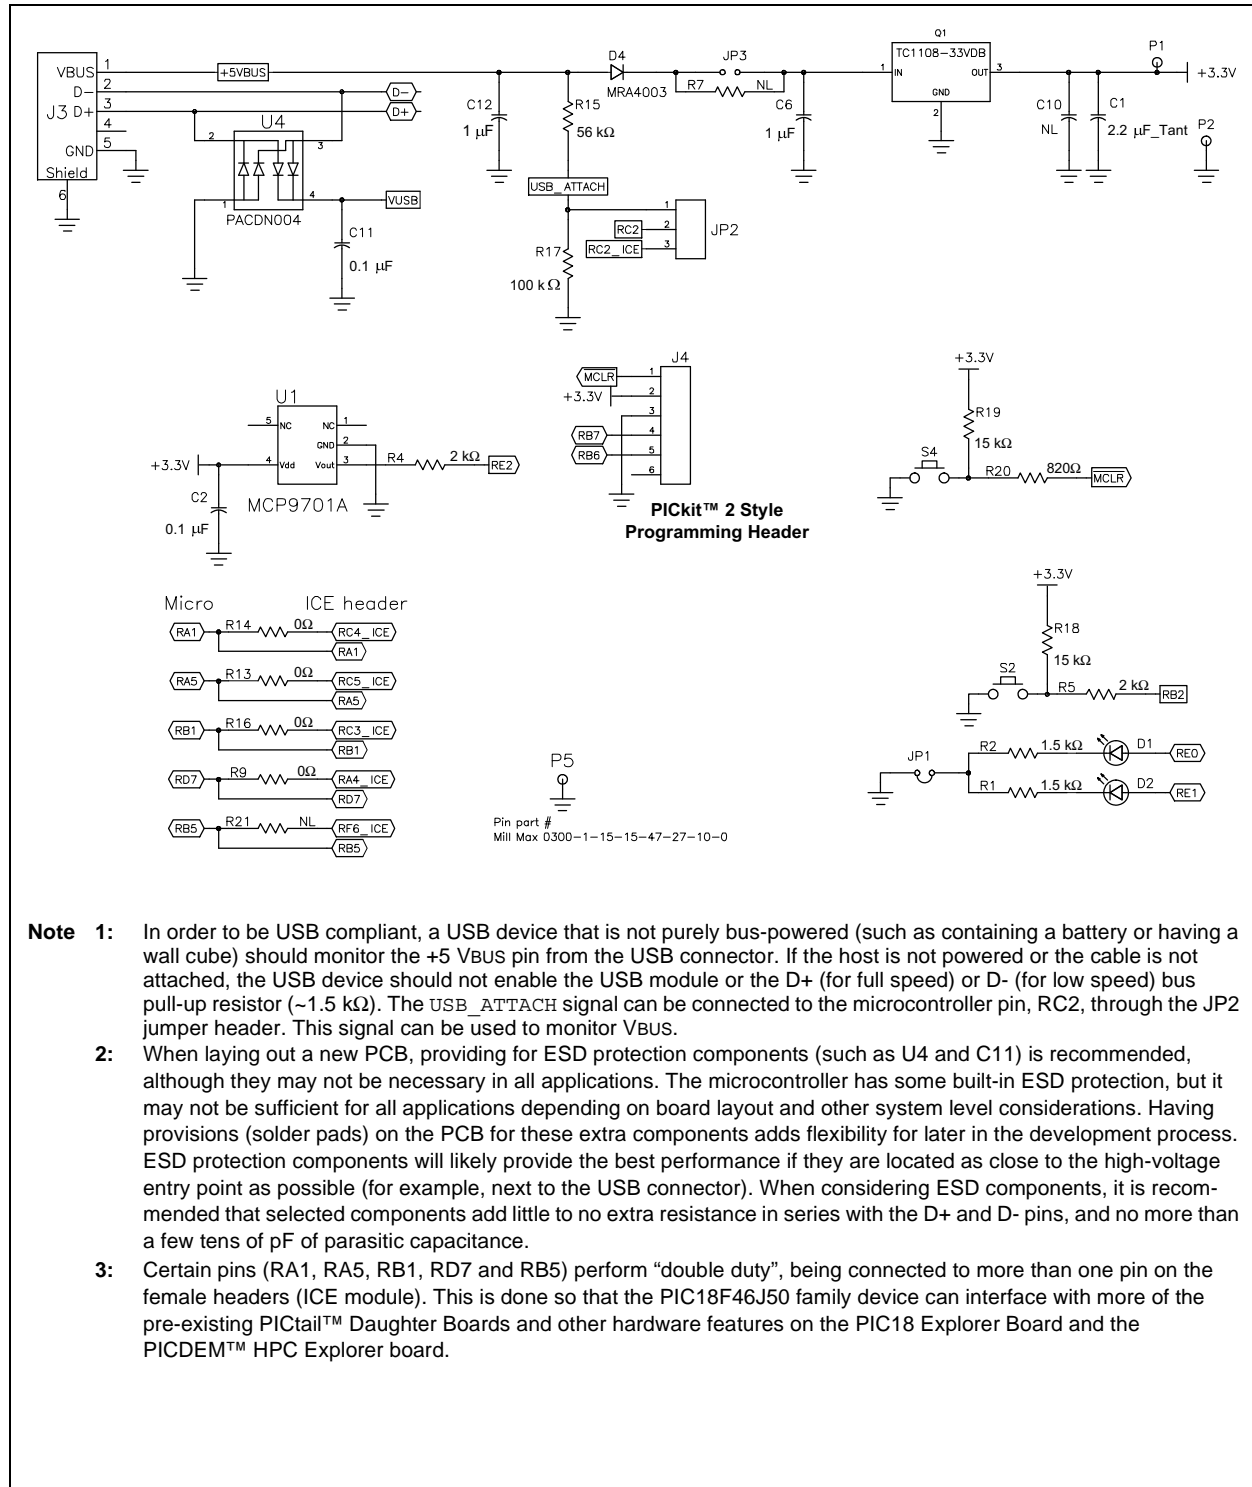 Q1
D4 JP3 TC1108-33VDB P1
VBUS 1 +5VBUS 1 IN OUT 3 +3.3V
D- 2 D- MRA4003 R7 NL GND
J3 D+ 3 D+ C12 R15 C6 2 C10 C1 P2
4 U4 1 μF 56 kΩ 1 μF NL 2.2 μF_Tant
GND 5 2 3
Shield
6 1 4 VUSB USB_ATTACH
PACDN004 1
C11 RC2 2 JP2
0.1 μF R17 RC2_ICE 3
100 kΩ
J4
MCLR 1 +3.3V
U1 +3.3V 2
5 NC NC 1 3 R19
GND 2 RB7 4 15 kΩ
+3.3V 4 Vdd Vout 3 R4 2 kΩ RE2 RB6 5 S4 R20 820Ω MCLR
6
C2 MCP9701A
PICkit™ 2 Style
0.1 μF Programming Header
+3.3V
Micro ICE header
RA1 R14 0Ω RC4_ICE R18
RA1 15 kΩ
RA5 R13 0Ω RC5_ICE S2 R5 2 kΩ RB2
RA5
RB1 R16 0Ω RC3_ICE
RB1 R2 1.5 kΩ D1 RE0
P5 JP1
RD7 R9 0Ω RA4_ICE R1 1.5 kΩ D2 RE1
RD7
RB5 R21 NL RF6_ICE Pin part #
RB5 Mill Max 0300-1-15-15-47-27-10-0
Note 1: In order to be USB compliant, a USB device that is not purely bus-powered (such as containing a battery or having a
wall cube) should monitor the +5 VBUS pin from the USB connector. If the host is not powered or the cable is not
attached, the USB device should not enable the USB module or the D+ (for full speed) or D- (for low speed) bus
pull-up resistor (~1.5 kΩ). The USB_ATTACH signal can be connected to the microcontroller pin, RC2, through the JP2
jumper header. This signal can be used to monitor VBUS.
2: When laying out a new PCB, providing for ESD protection components (such as U4 and C11) is recommended,
although they may not be necessary in all applications. The microcontroller has some built-in ESD protection, but it
may not be sufficient for all applications depending on board layout and other system level considerations. Having
provisions (solder pads) on the PCB for these extra components adds flexibility for later in the development process.
ESD protection components will likely provide the best performance if they are located as close to the high-voltage
entry point as possible (for example, next to the USB connector). When considering ESD components, it is recom-
mended that selected components add little to no extra resistance in series with the D+ and D- pins, and no more than
a few tens of pF of parasitic capacitance.
3: Certain pins (RA1, RA5, RB1, RD7 and RB5) perform “double duty”, being connected to more than one pin on the
female headers (ICE module). This is done so that the PIC18F46J50 family device can interface with more of the
pre-existing PICtail™ Daughter Boards and other hardware features on the PIC18 Explorer Board and the
PICDEM™ HPC Explorer board.